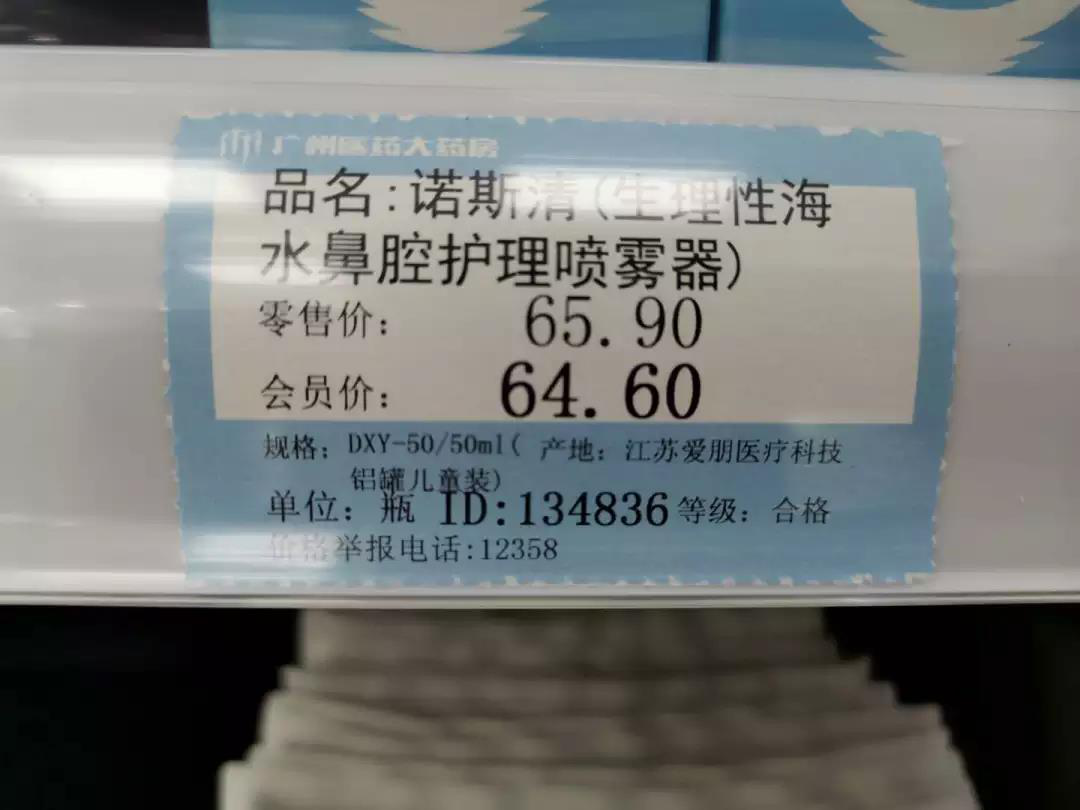 广州医药大药房
品名:诺斯清(生理性海
水鼻腔护理喷雾器)
零售价: 65.90
会员价: 64.60
规格: DXY-50/50ml( 产地: 江苏爱朋医疗科技
铝罐儿童装)
单位: 瓶 ID:134836 等级: 合格
价格举报电话:12358